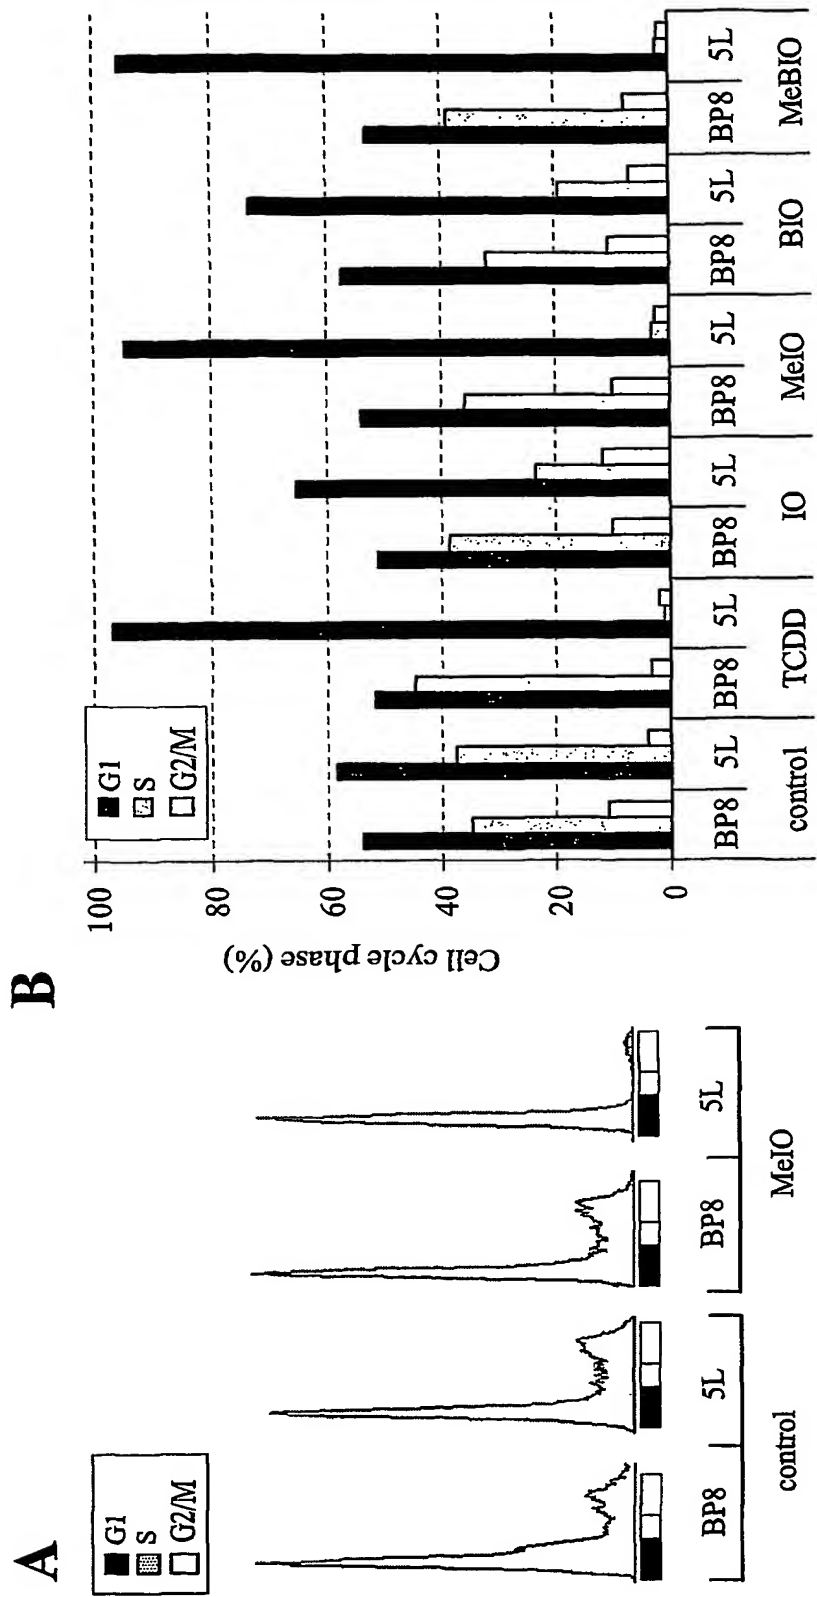 A
G1
S
G2/M
BP8 5L BP8 5L
control MeIO
B
Cell cycle phase (%)
100
80
60
40
20
0
G1
S
G2/M
BP8 5L BP8 5L BP8 5L BP8 5L BP8 5L BP8 5L
control TCDD IO MeIO BIO MeBIO